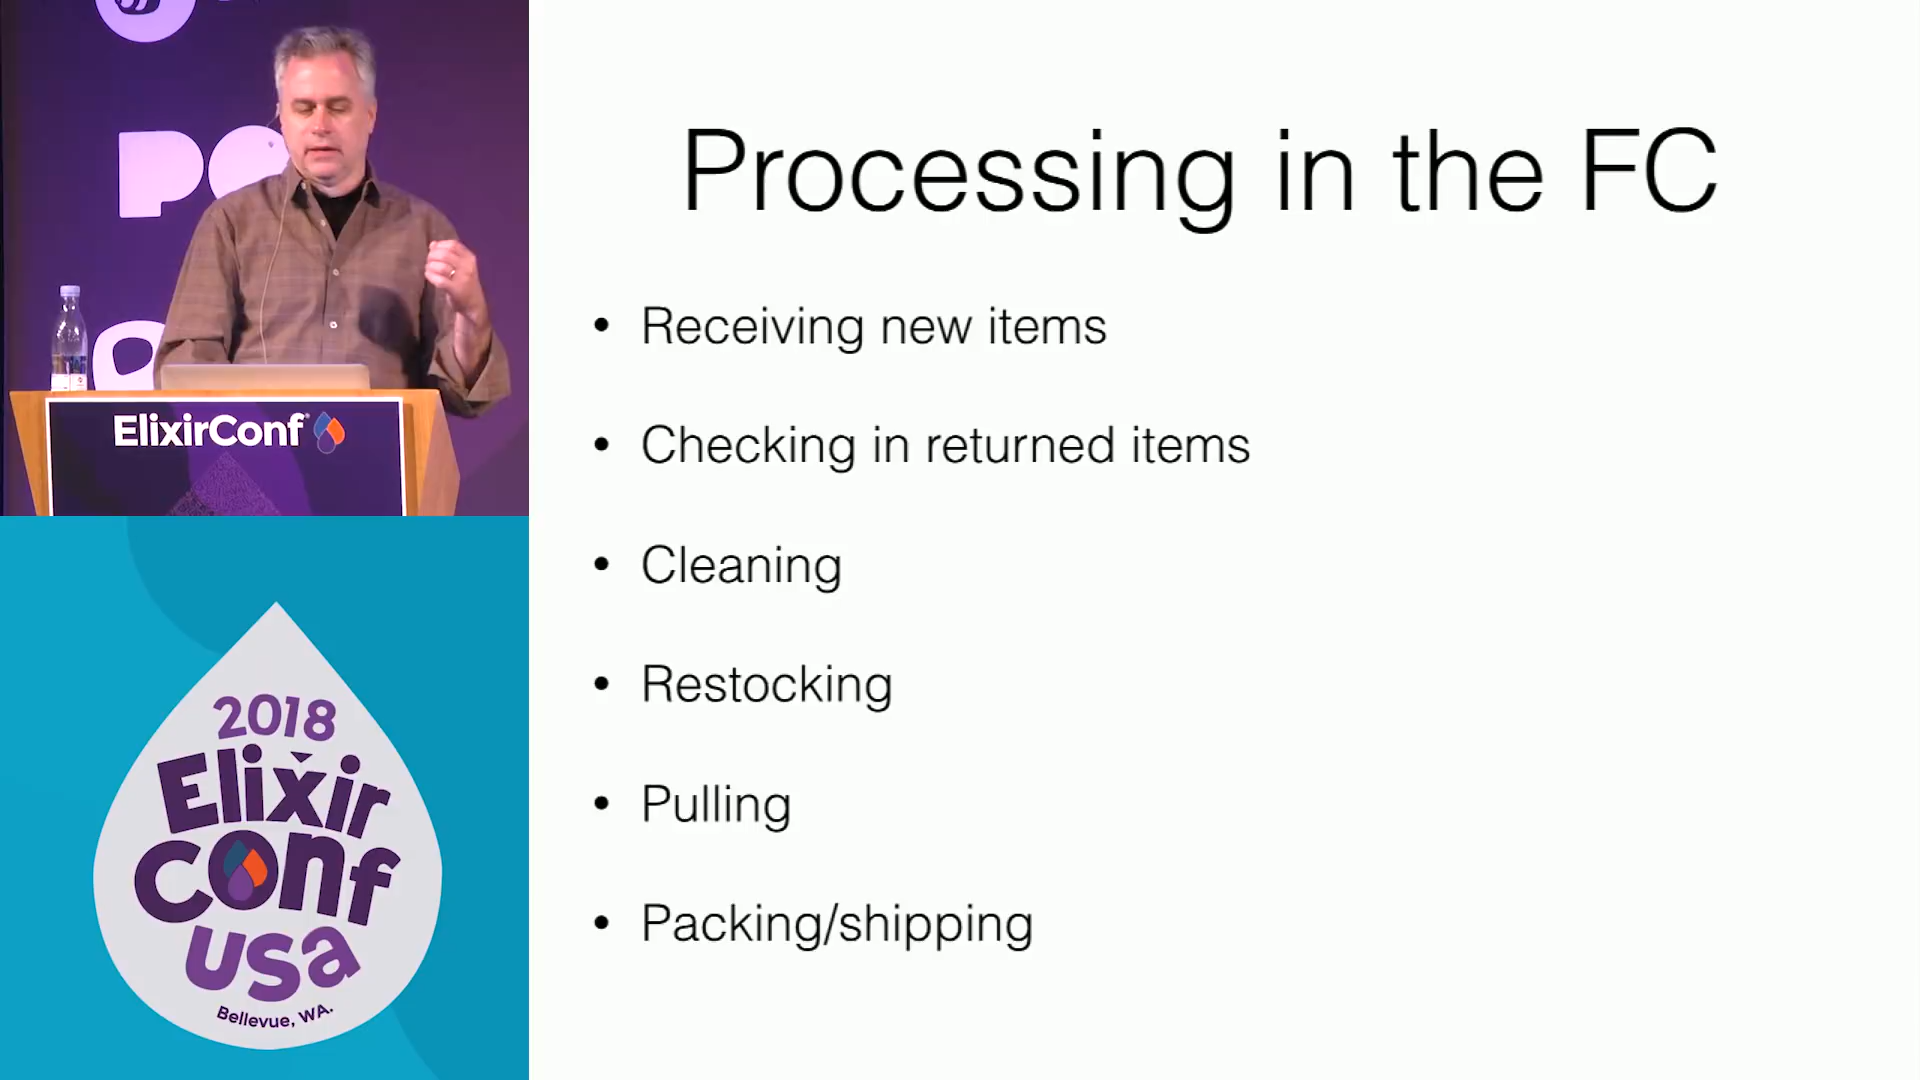 PO
ElixirConf
2018
Elixir
Conf
USA
Bellevue, WA.
Processing in the FC
• Receiving new items
• Checking in returned items
• Cleaning
• Restocking
• Pulling
• Packing/shipping